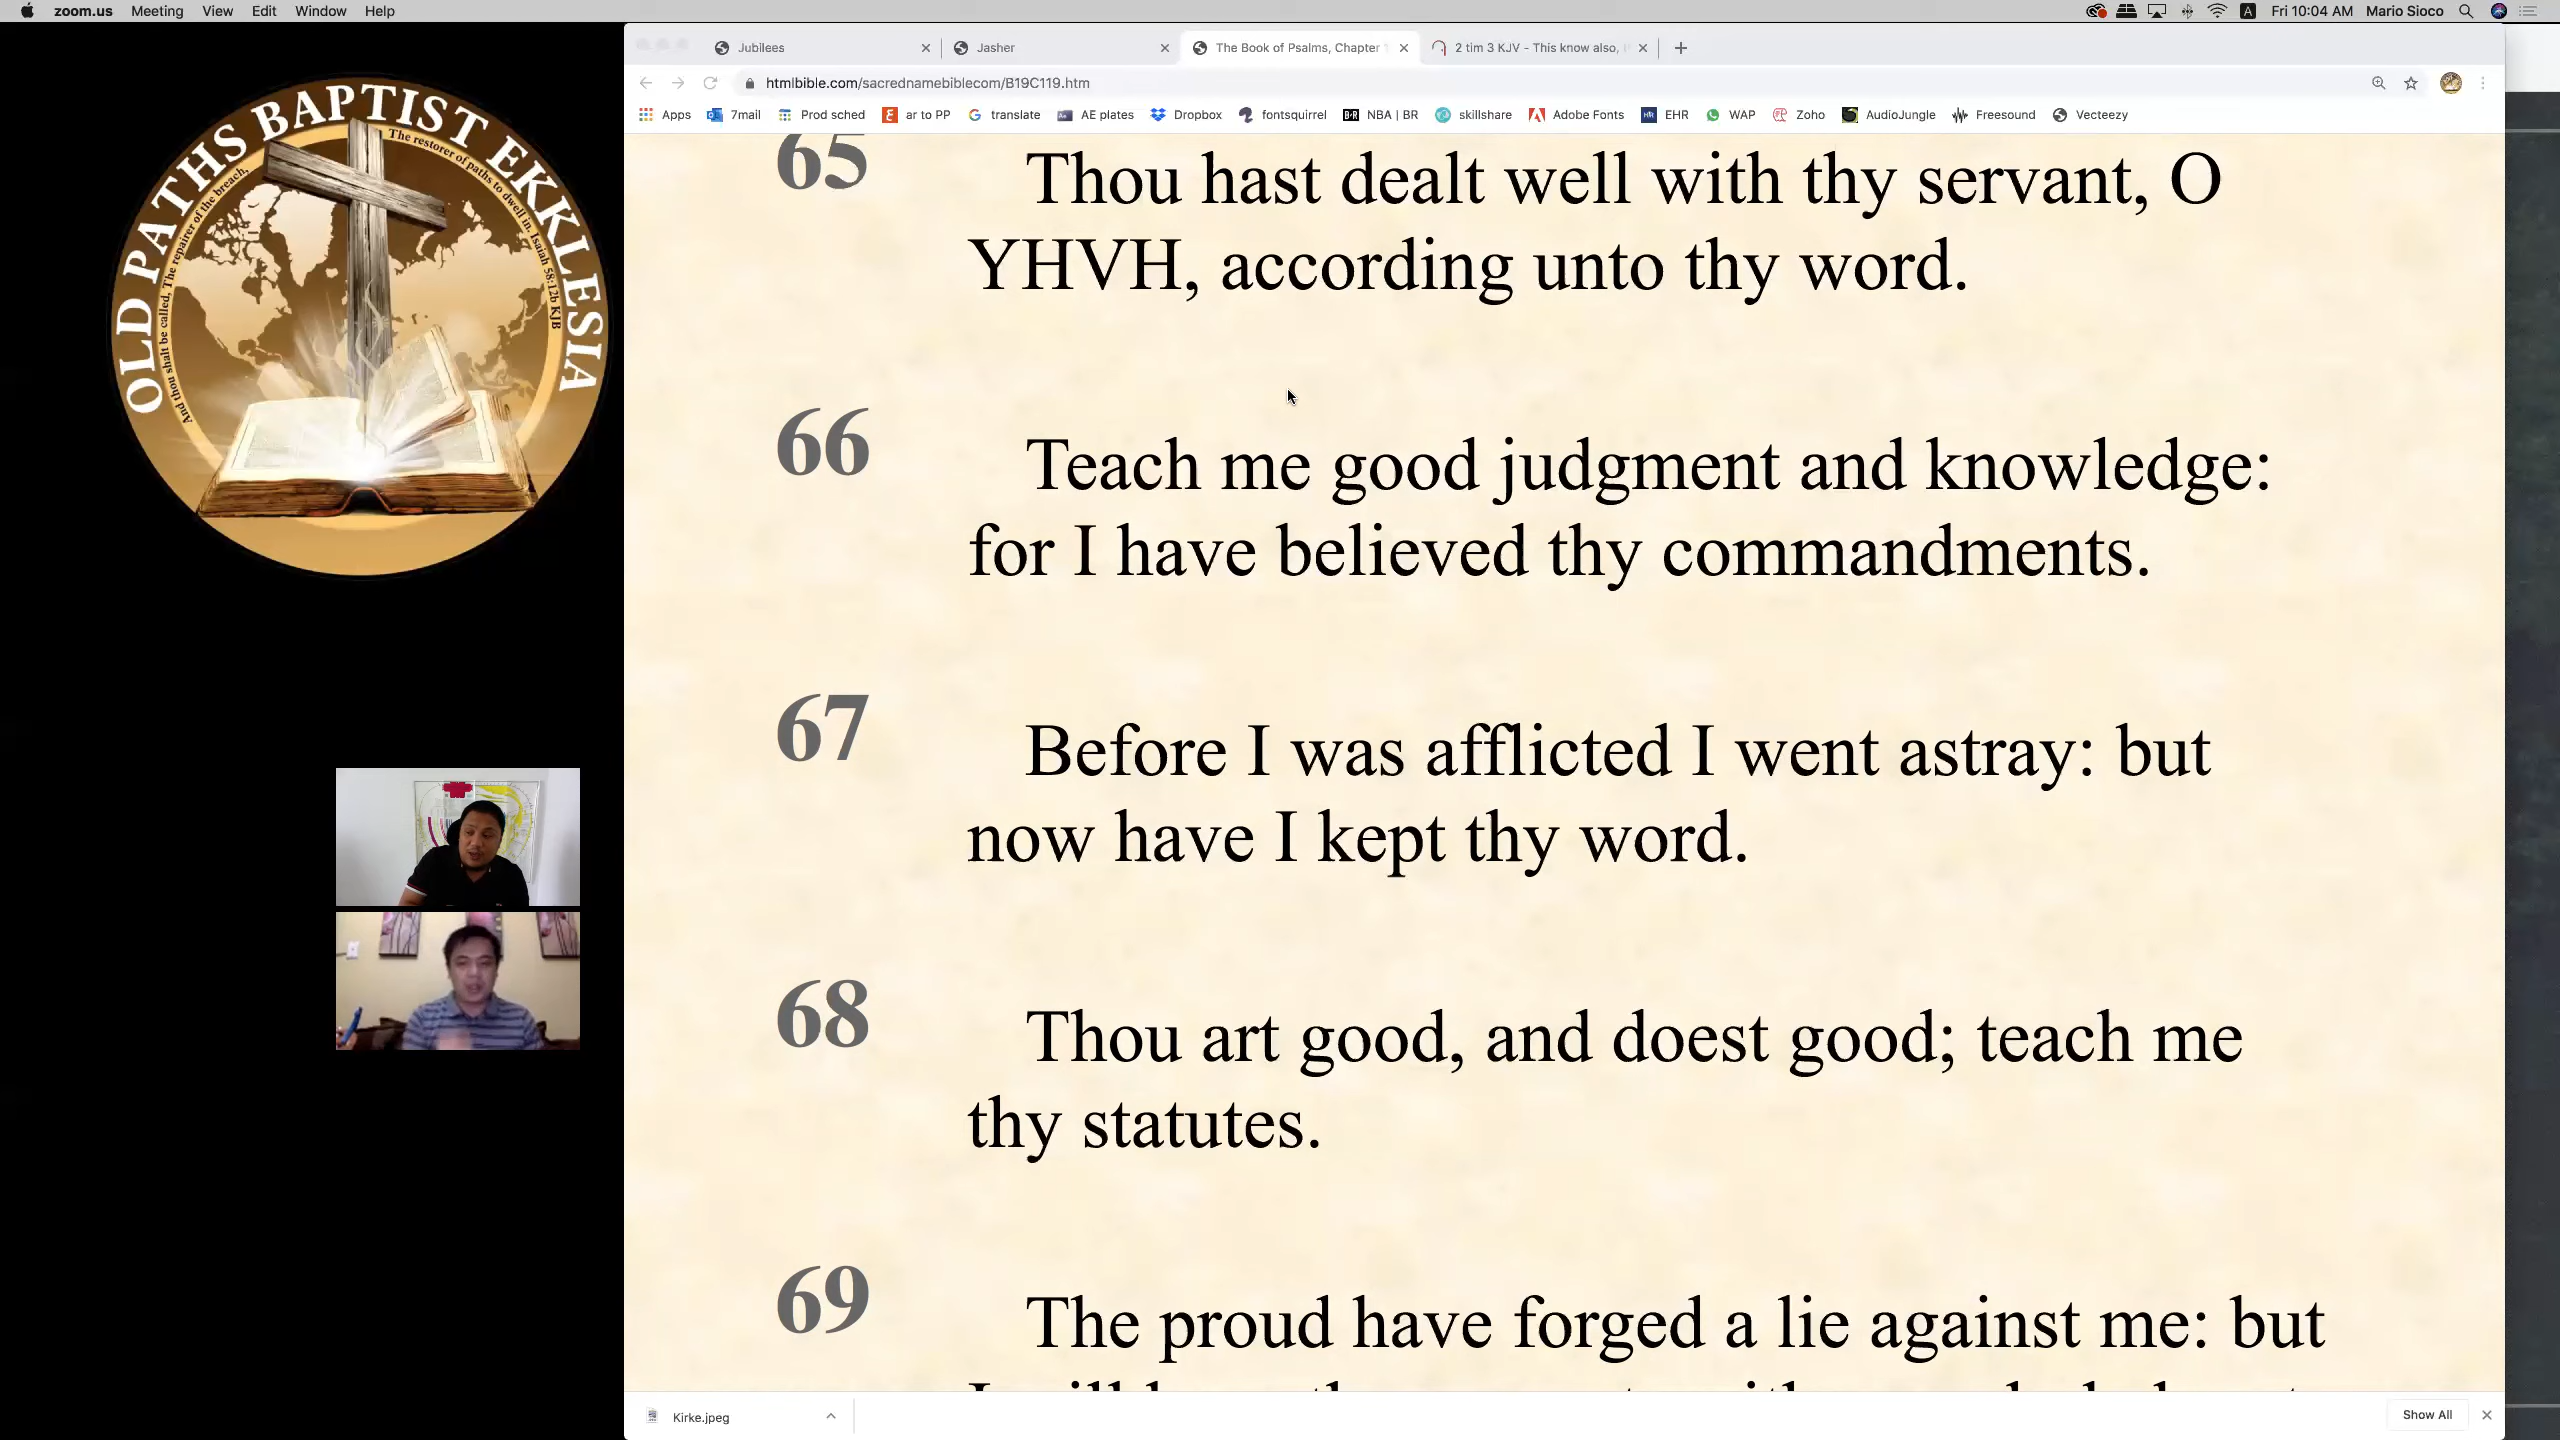 zoom.us Meeting View Edit Window Help
A Fri 10:04 AM Mario Sioco
Jubilees
Jasher
The Book of Psalms, Chapter
2 tim 3 KJV - This know also,
htmlbible.com/sacrednamebiblecom/B19C119.htm
Apps 7mail Prod sched ar to PP translate AE plates Dropbox fontsquirrel NBA | BR skillshare Adobe Fonts EHR WAP Zoho AudioJungle Freesound Vecteezy
OLD PATHS BAPTIST EKKLESIA
And thou shalt be called, The repairer of the breach,
The restorer of paths to dwell in. Isaiah 58:12b KJB
65 Thou hast dealt well with thy servant, O
YHVH, according unto thy word.
66 Teach me good judgment and knowledge:
for I have believed thy commandments.
67 Before I was afflicted I went astray: but
now have I kept thy word.
68 Thou art good, and doest good; teach me
thy statutes.
69 The proud have forged a lie against me: but
Kirke.jpeg
Show All